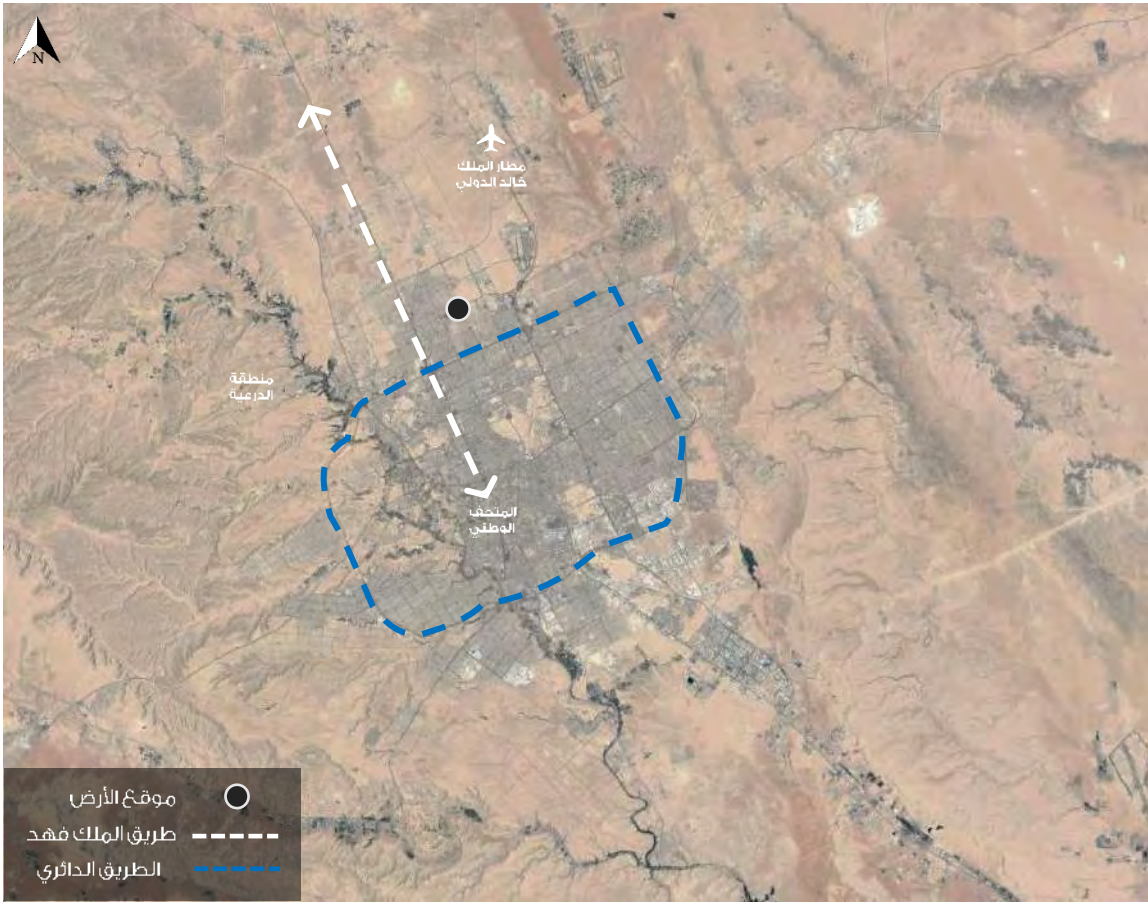 N
مطار الملك
خالد الدولي
منطقة
الدرعية
المتحف
الوطني
موقع الأرض
طريق الملك فهد
الطريق الدائري